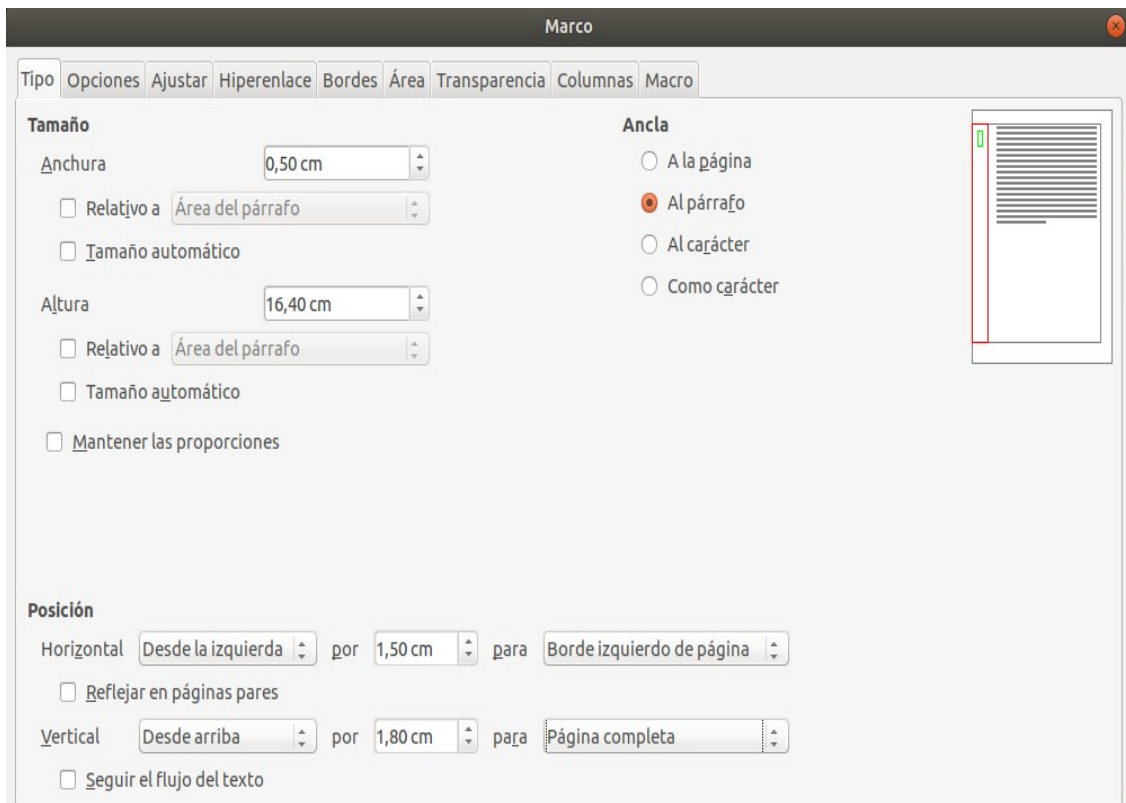 Marco
Tipo Opciones Ajustar Hiperenlace Bordes Área Transparencia Columnas Macro
Tamaño
Anchura 0,50 cm
Relativo a Área del párrafo
Tamaño automático
Altura 16,40 cm
Relativo a Área del párrafo
Tamaño automático
Mantener las proporciones
Ancla
A la página
Al párrafo
Al carácter
Como carácter
Posición
Horizontal Desde la izquierda por 1,50 cm para Borde izquierdo de página
Reflejar en páginas pares
Vertical Desde arriba por 1,80 cm para Página completa
Seguir el flujo del texto